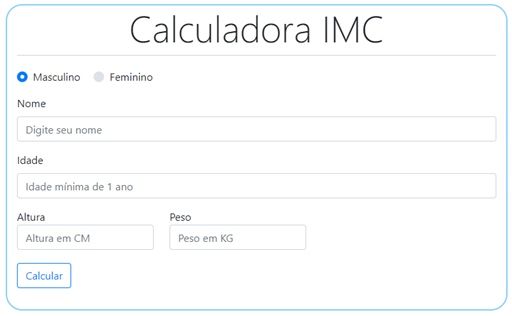 Calculadora IMC
Masculino Feminino
Nome
Digite seu nome
Idade
Idade mínima de 1 ano
Altura Peso
Altura em CM Peso em KG
Calcular